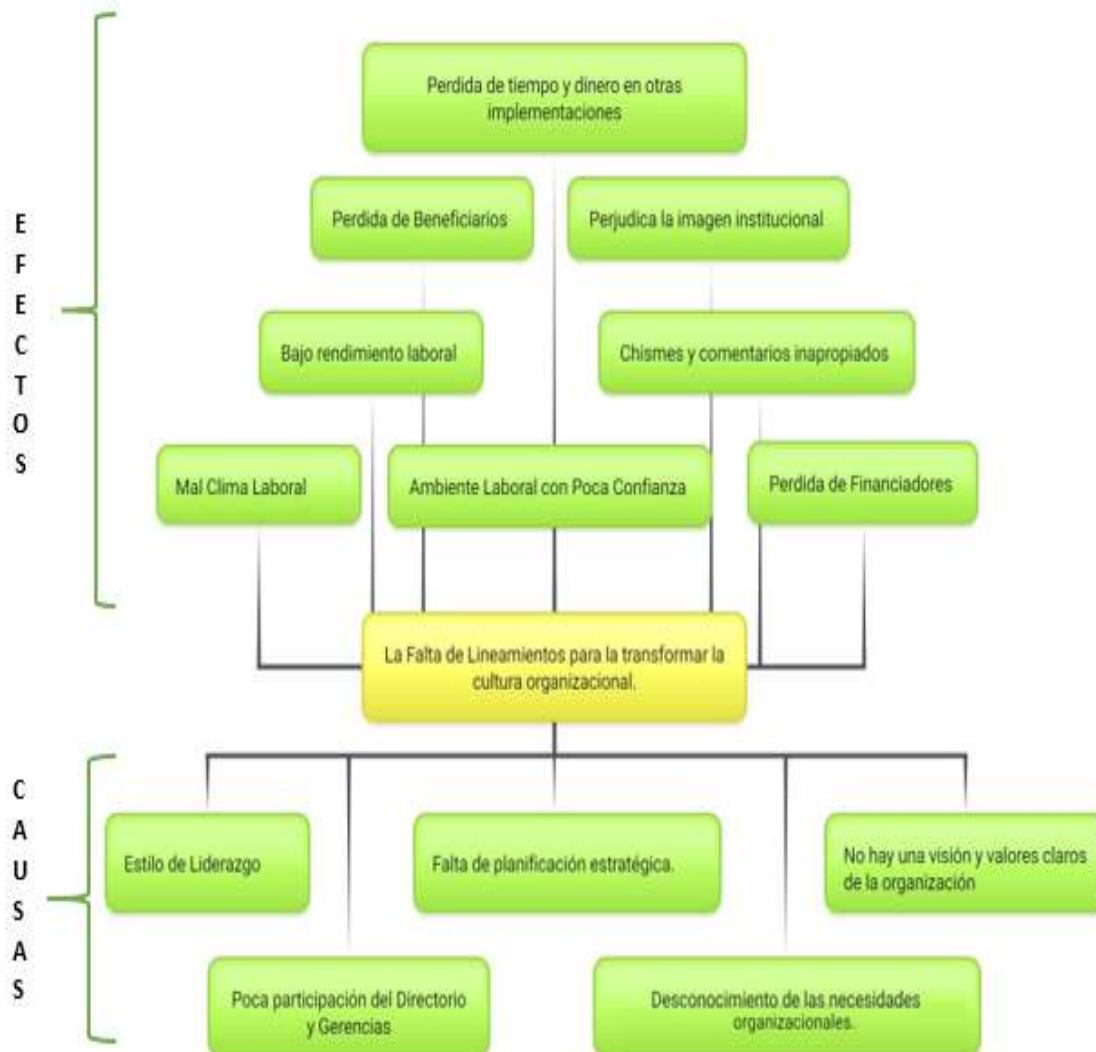 Perdida de tiempo y dinero en otras
implementaciones
Perdida de Beneficiarios
Perjudica la imagen institucional
EFECTOS
Bajo rendimiento laboral
Chismes y comentarios inapropiados
Mal Clima Laboral
Ambiente Laboral con Poca Confianza
Perdida de Financiadores
La Falta de Lineamientos para la transformar la
cultura organizacional.
CAUSAS
Estilo de Liderazgo
Falta de planificación estratégica.
No hay una visión y valores claros
de la organización
Poca participación del Directorio
y Gerencias
Desconocimiento de las necesidades
organizacionales.